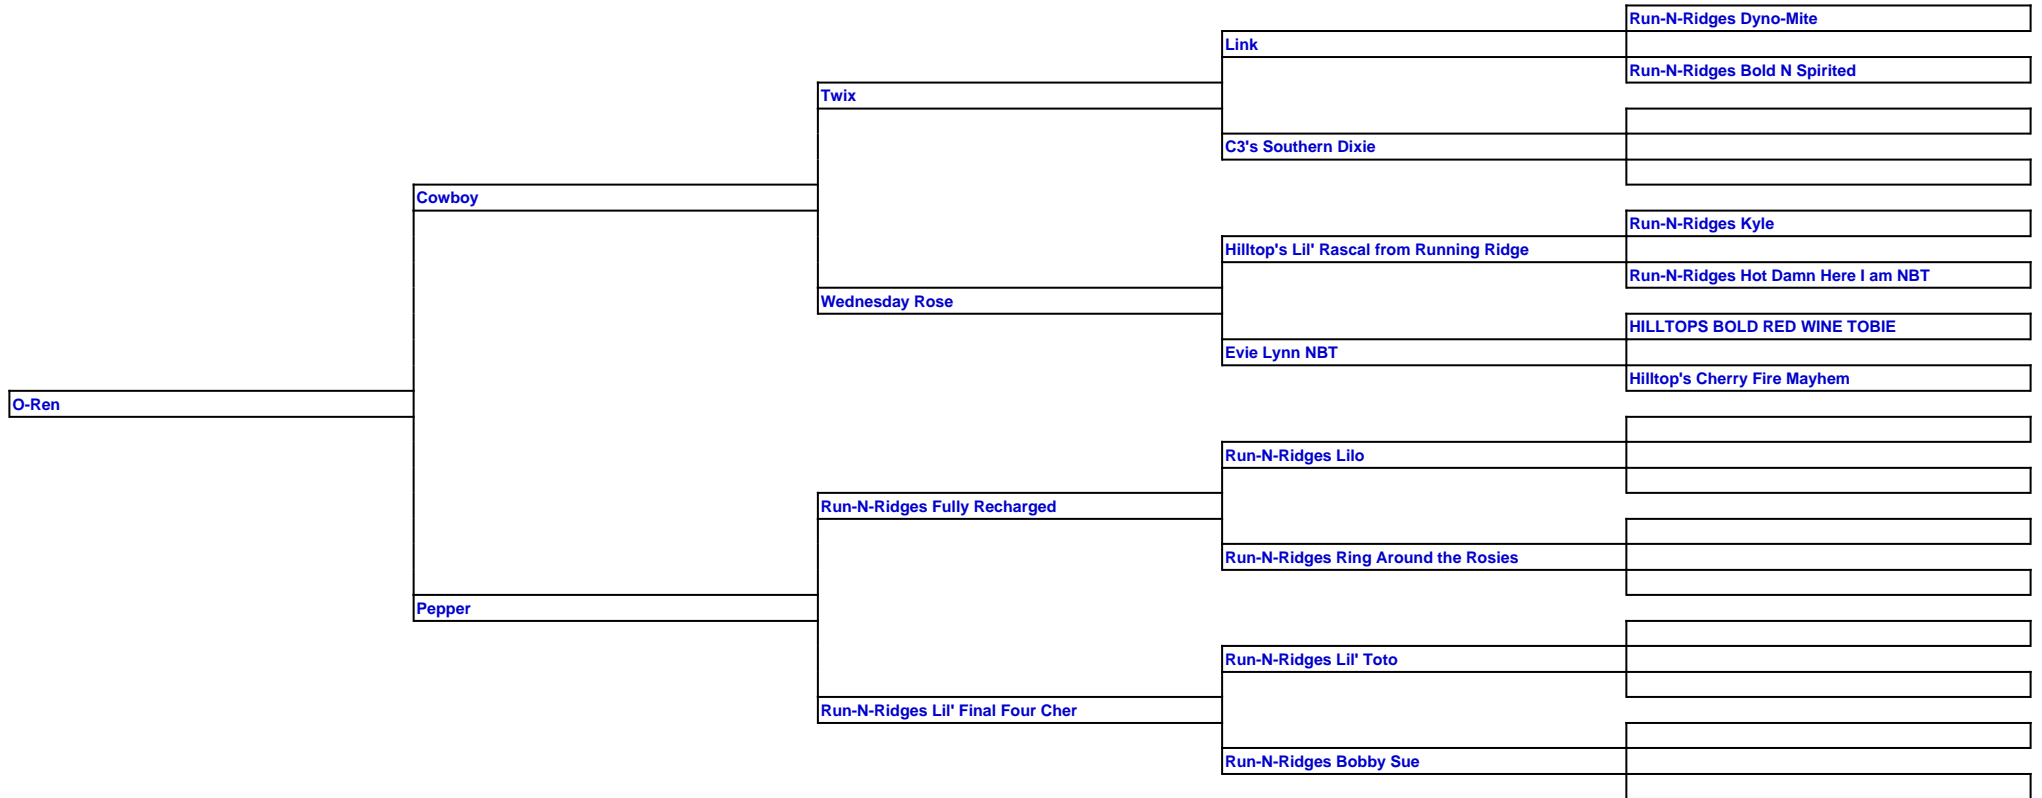 Run-N-Ridges Dyno-Mite
Link
Run-N-Ridges Bold N Spirited
Twix
C3's Southern Dixie
Cowboy
Run-N-Ridges Kyle
Hilltop's Lil' Rascal from Running Ridge
Run-N-Ridges Hot Damn Here I am NBT
Wednesday Rose
HILLTOPS BOLD RED WINE TOBIE
Evie Lynn NBT
Hilltop's Cherry Fire Mayhem
O-Ren
Run-N-Ridges Lilo
Run-N-Ridges Fully Recharged
Run-N-Ridges Ring Around the Rosies
Pepper
Run-N-Ridges Lil' Toto
Run-N-Ridges Lil' Final Four Cher
Run-N-Ridges Bobby Sue